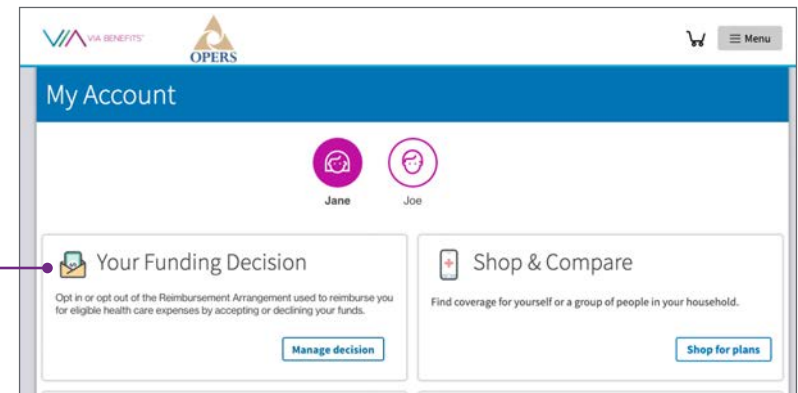 VIA BENEFITS™
OPERS
Menu
My Account
Jane
Joe
Your Funding Decision
Opt in or opt out of the Reimbursement Arrangement used to reimburse you
for eligible health care expenses by accepting or declining your funds.
Manage decision
Shop & Compare
Find coverage for yourself or a group of people in your household.
Shop for plans